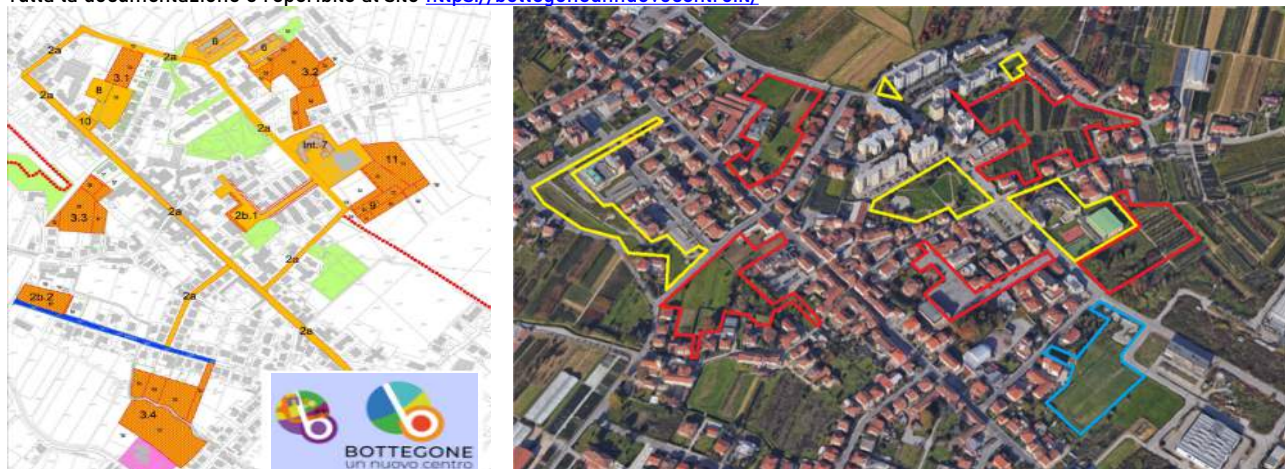 Tutta la documentazione è reperibile al sito https://bottegoneunnuovocentro.it/
2a
6
6
2a
3.1
3.2
2a
8
10
2a
Int. 7
11
9
3.3
2a
2b.1
2a
2b.2
2a
2a
3.4
BOTTEGONE
un nuovo centro